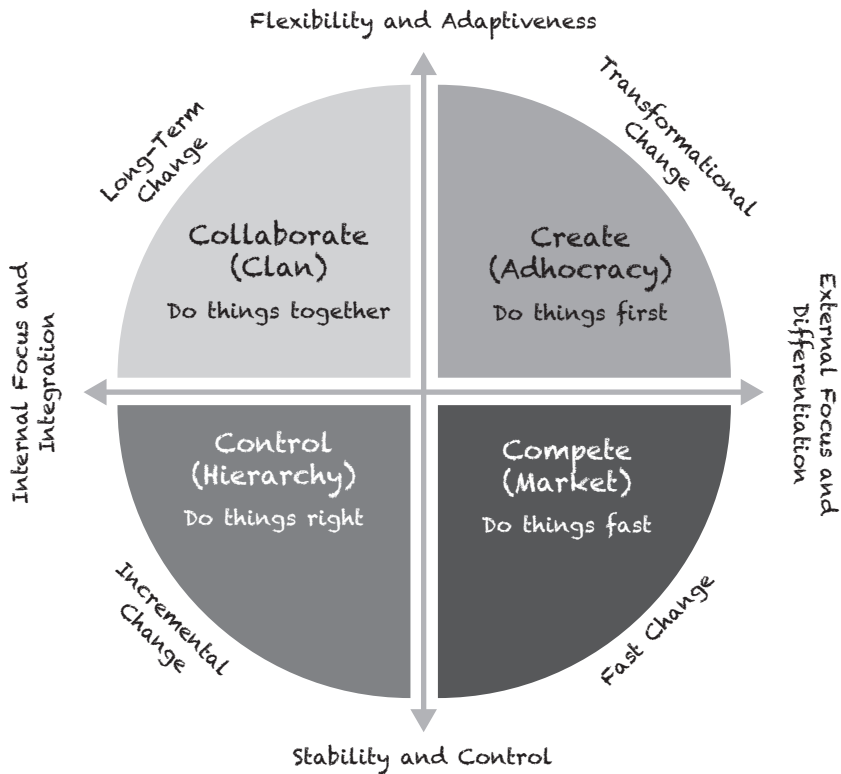 Flexibility and Adaptiveness
Long-Term
Change
Transformational
Change
Collaborate
(Clan)
Do things together
Create
(Adhocracy)
Do things first
Internal Focus and
Integration
External Focus and
Differentiation
Control
(Hierarchy)
Do things right
Compete
(Market)
Do things fast
Incremental
Change
Fast Change
Stability and Control